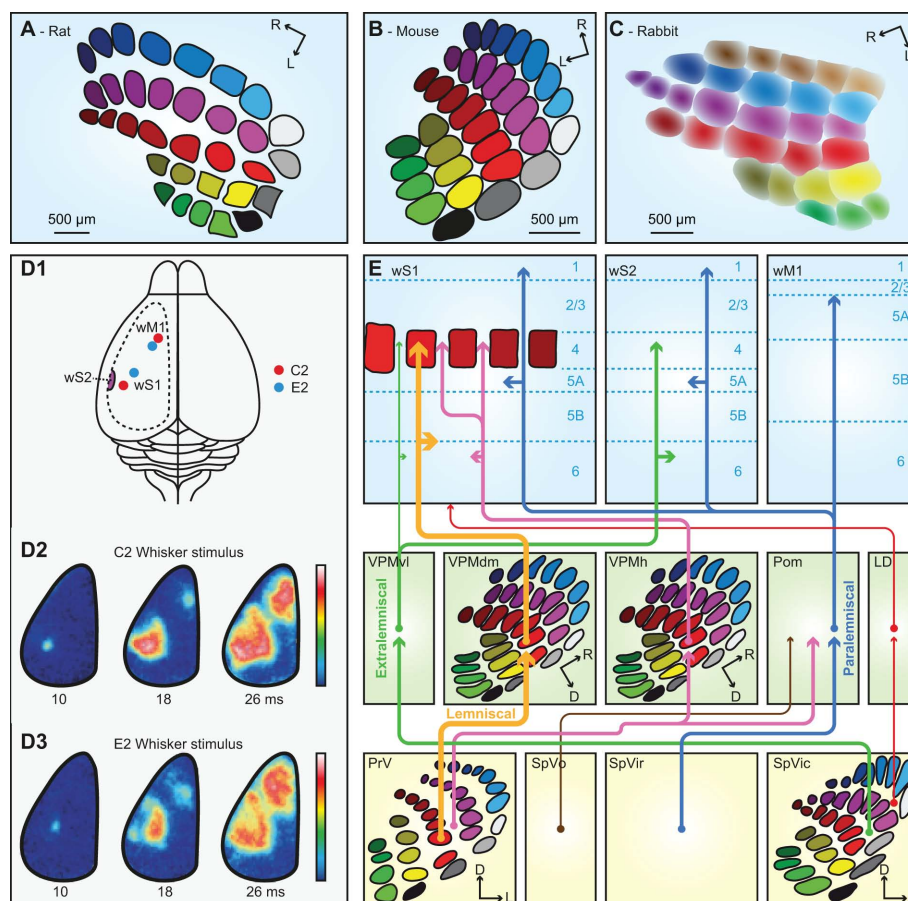 A - Rat
R
L
500 µm
B - Mouse
R
L
500 µm
C - Rabbit
R
L
500 µm
D1
wM1
wS2
wS1
C2
E2
D2
C2 Whisker stimulus
10
18
26 ms
D3
E2 Whisker stimulus
10
18
26 ms
E
wS1
1
2/3
4
5A
5B
6
wS2
1
2/3
4
5A
5B
6
wM1
1
2/3
5A
5B
6
VPMvl
Extralemniscal
VPMdm
R
D
VPMh
R
D
Pom
Paralemniscal
LD
Lemniscal
PrV
D
L
SpVo
SpVir
SpVic
D
L